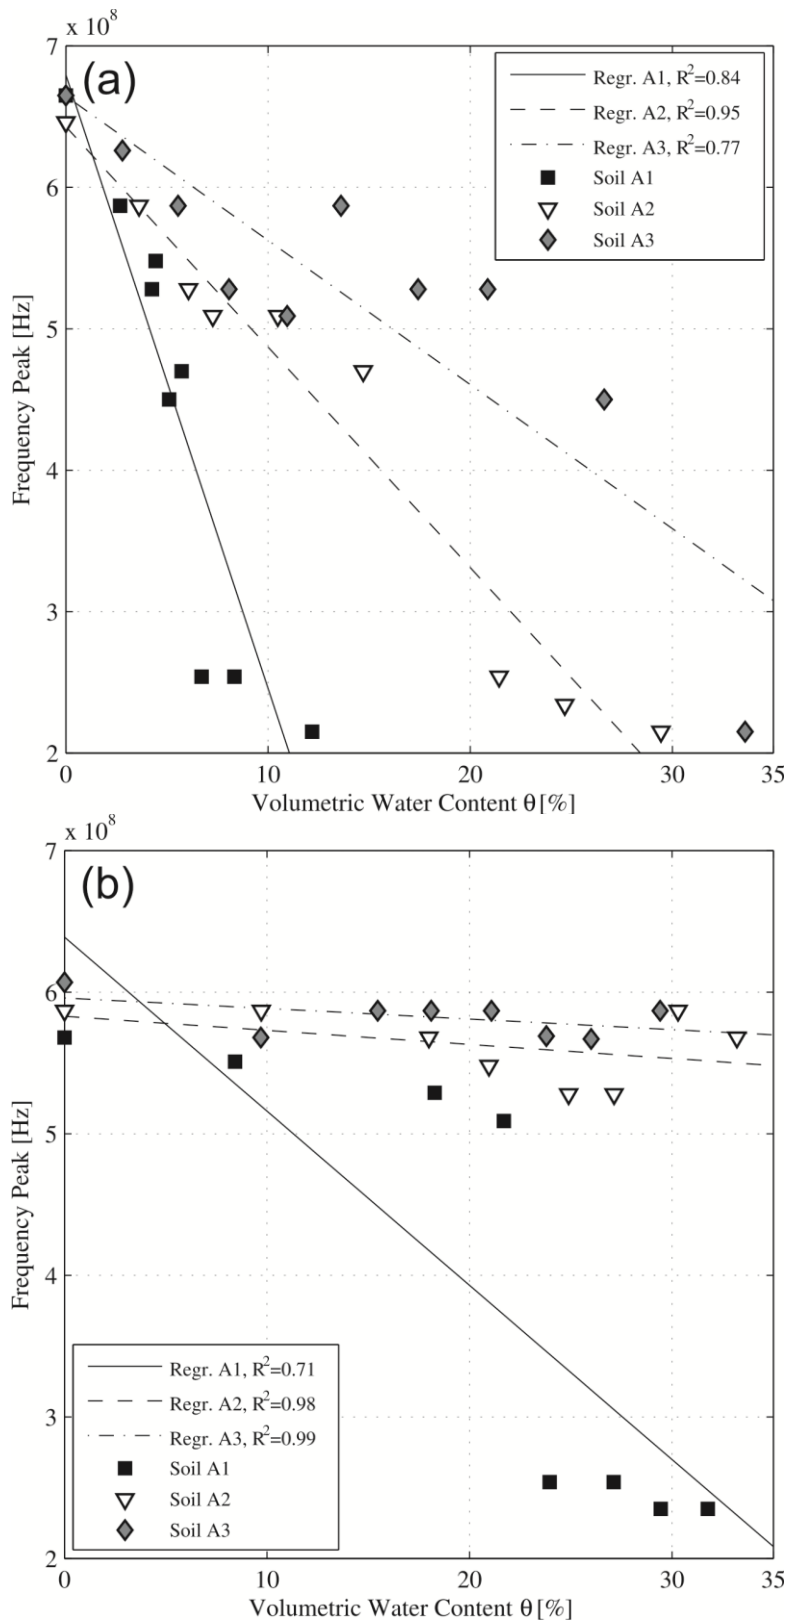 x 10^8
7
(a)
Regr. A1, R^2=0.84
Regr. A2, R^2=0.95
Regr. A3, R^2=0.77
Soil A1
Soil A2
Soil A3
6
5
4
3
2
Frequency Peak [Hz]
0
10
20
30
35
Volumetric Water Content θ [%]
x 10^8
7
(b)
6
5
4
3
2
Frequency Peak [Hz]
Regr. A1, R^2=0.71
Regr. A2, R^2=0.98
Regr. A3, R^2=0.99
Soil A1
Soil A2
Soil A3
0
10
20
30
35
Volumetric Water Content θ [%]